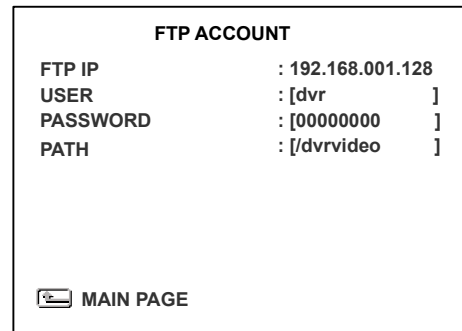 FTP ACCOUNT
FTP IP : 192.168.001.128
USER : [dvr ]
PASSWORD : [00000000 ]
PATH : [/dvrvideo ]
MAIN PAGE